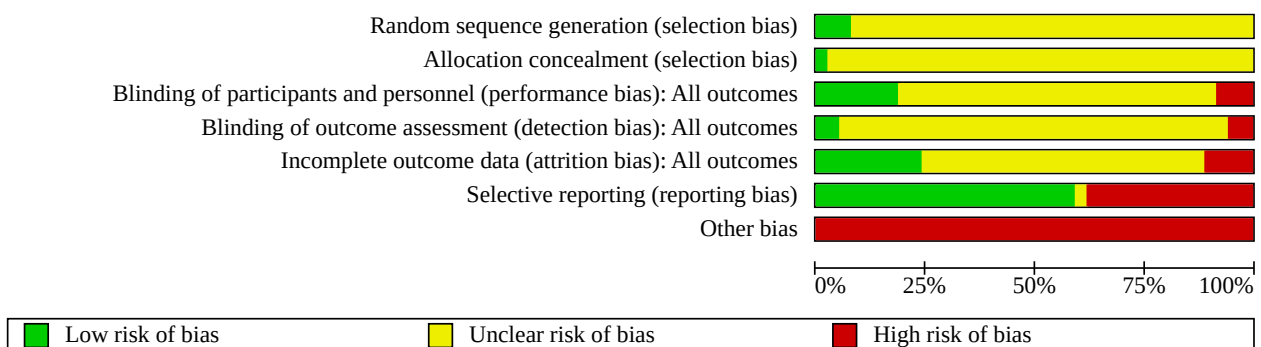 Random sequence generation (selection bias)
Allocation concealment (selection bias)
Blinding of participants and personnel (performance bias): All outcomes
Blinding of outcome assessment (detection bias): All outcomes
Incomplete outcome data (attrition bias): All outcomes
Selective reporting (reporting bias)
Other bias
0% 25% 50% 75% 100%
Low risk of bias Unclear risk of bias High risk of bias